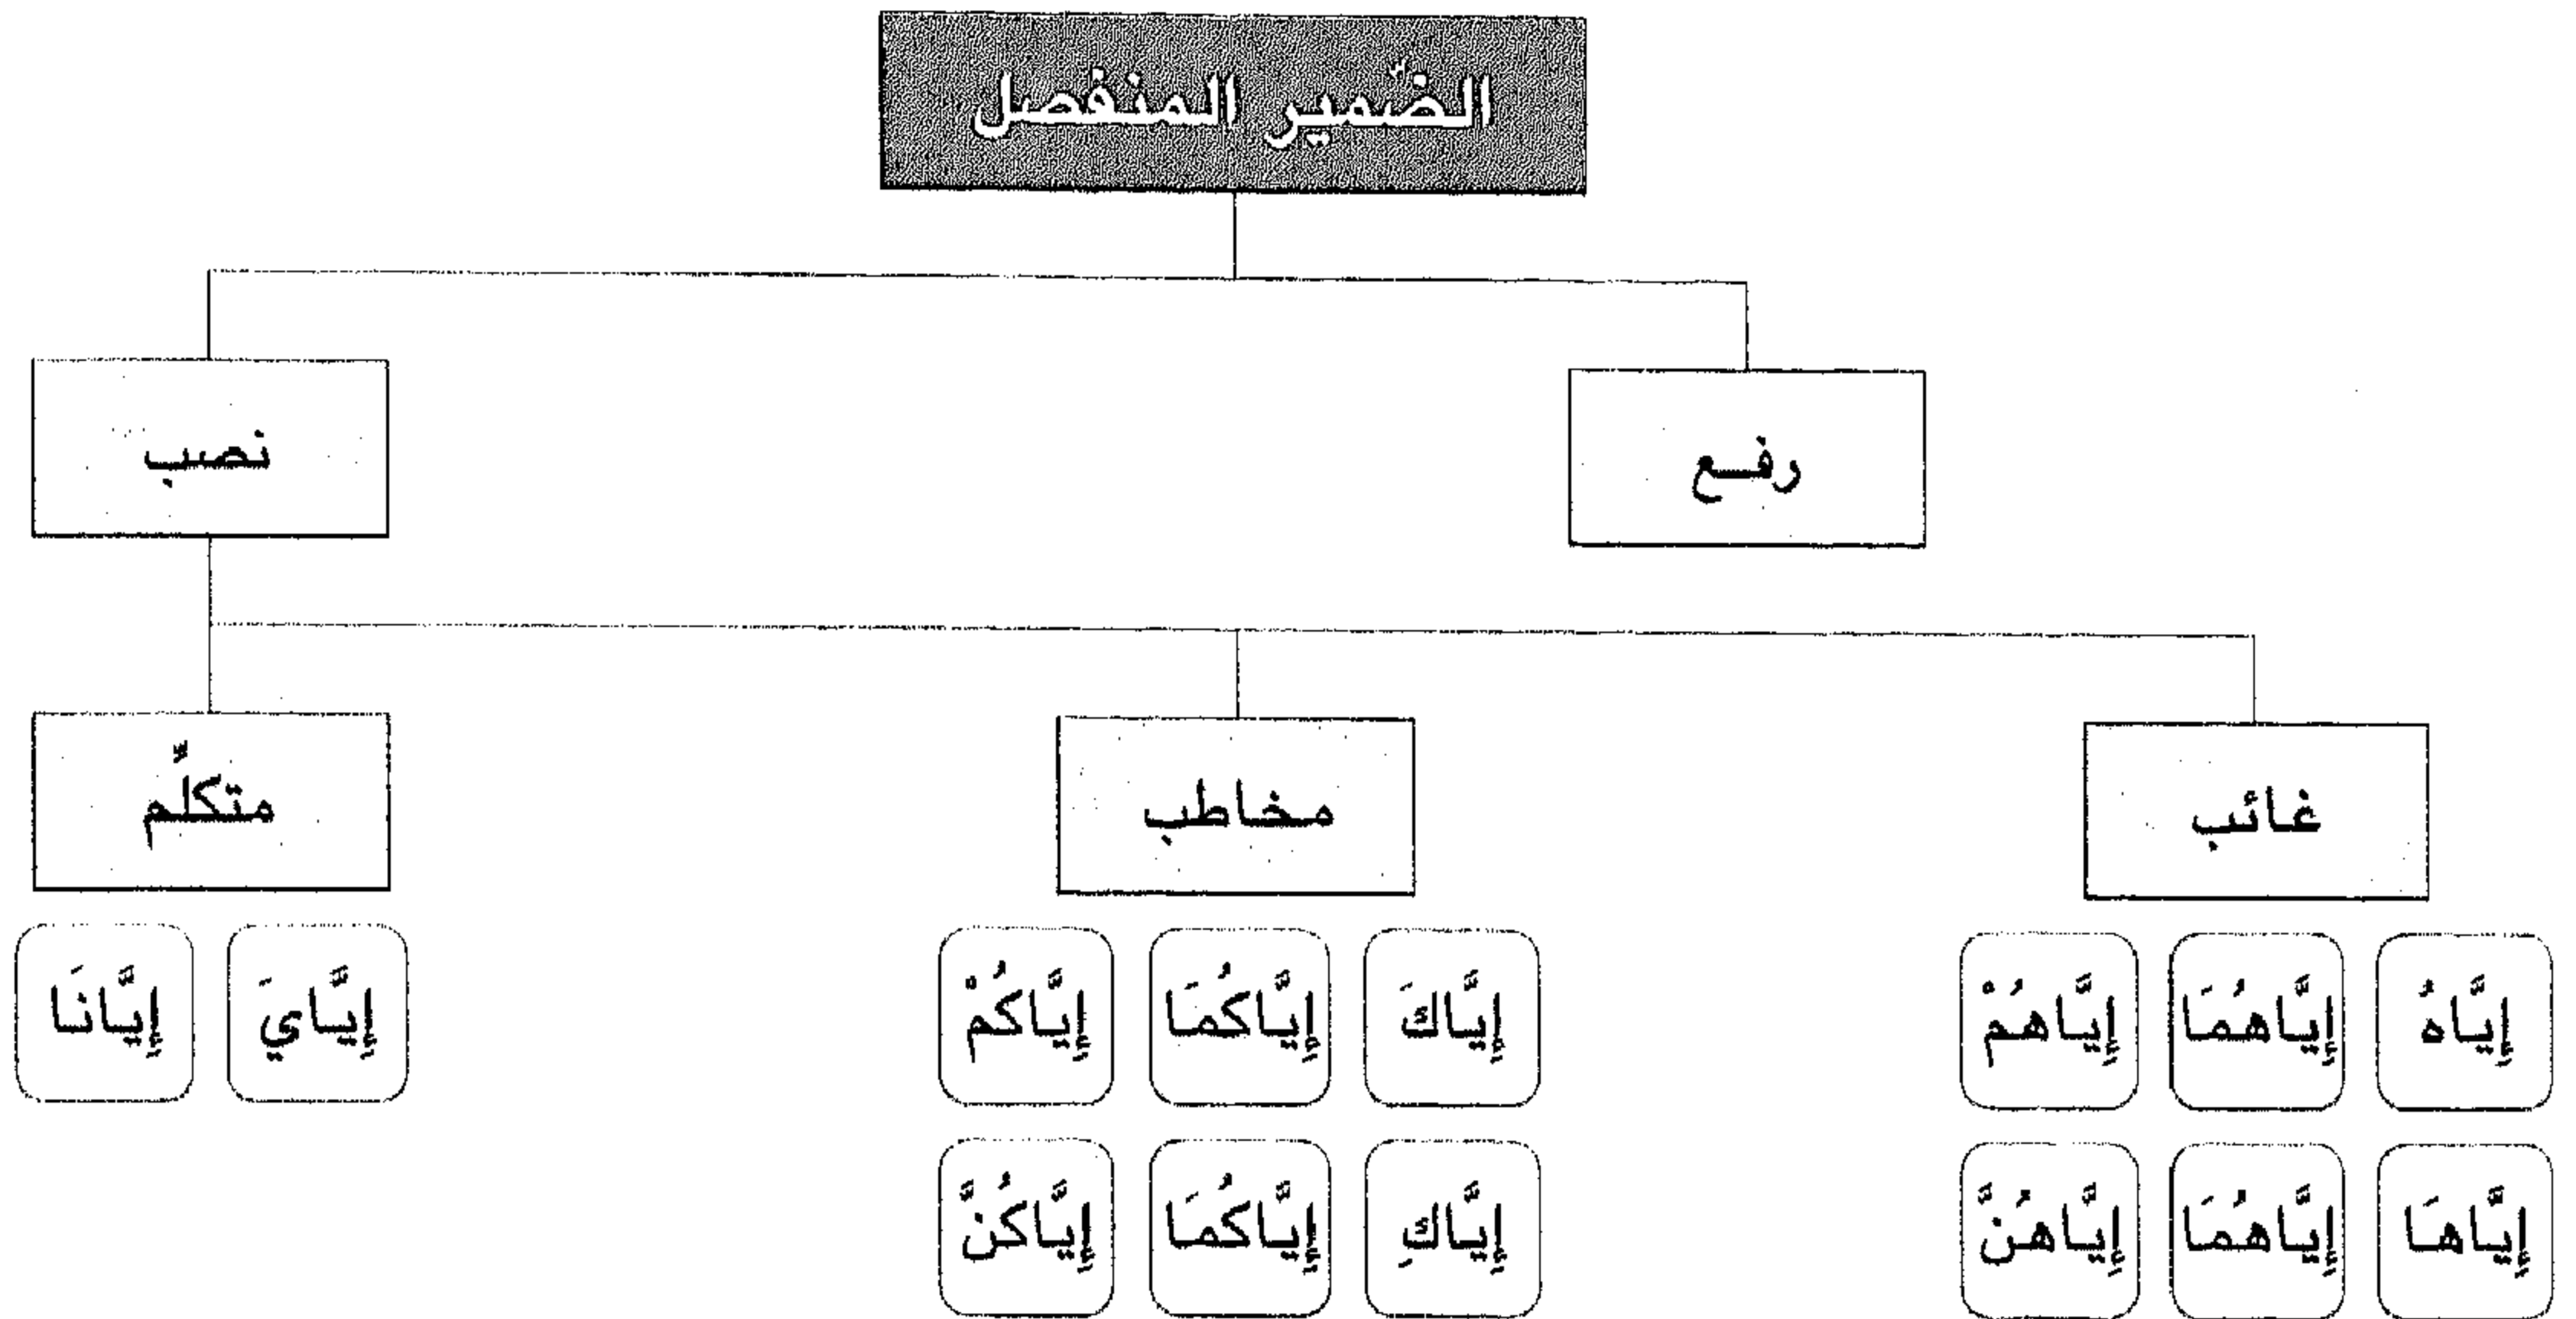 الضّمير المنفصل
رفع
نصب
غائب
مخاطب
متكلّم
إِيَّاهُ إِيَّاهُمَا إِيَّاهُمْ
إِيَّاهَا إِيَّاهُمَا إِيَّاهُنَّ
إِيَّاكَ إِيَّاكُمَا إِيَّاكُمْ
إِيَّاكِ إِيَّاكُمَا إِيَّاكُنَّ
إِيَّايَ إِيَّانَا